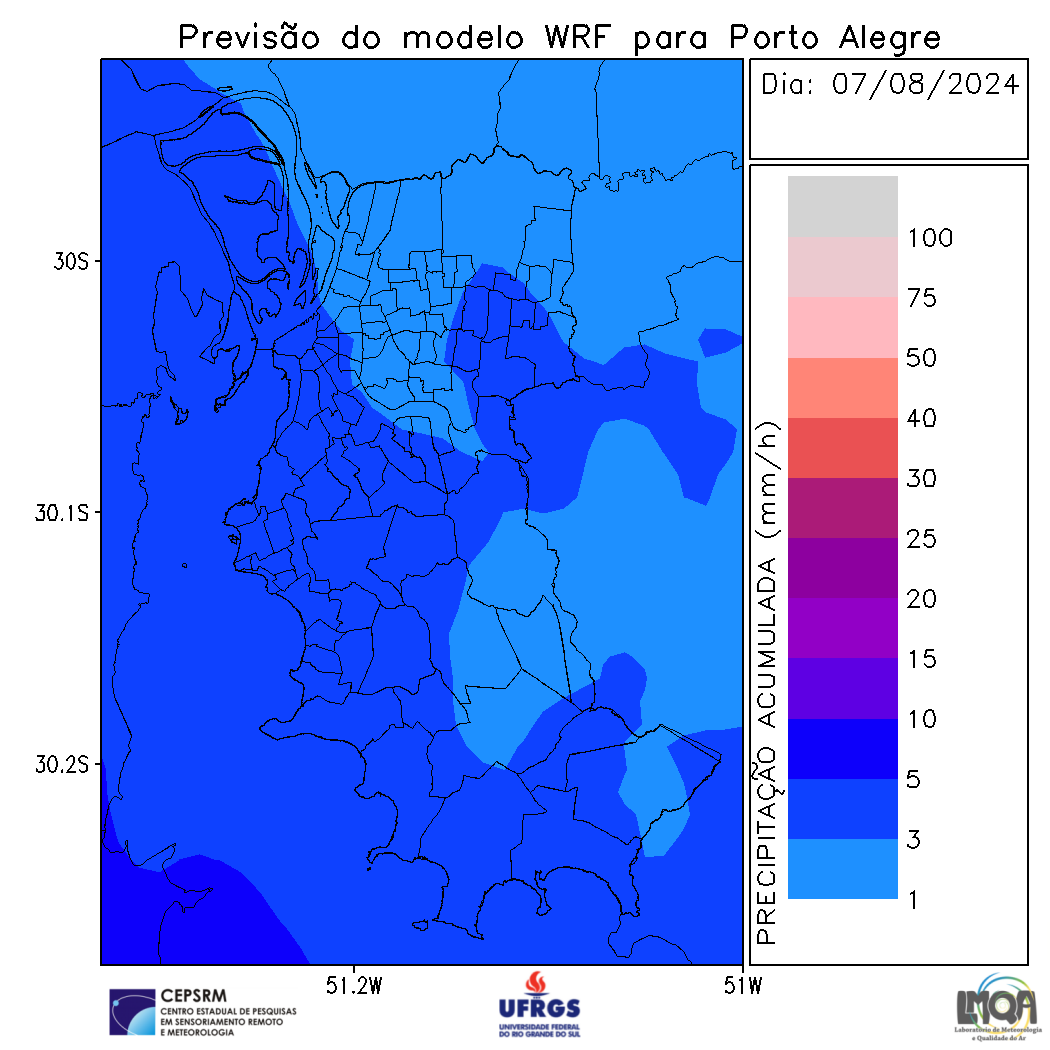 Previsão do modelo WRF para Porto Alegre
Dia: 07/08/2024
30S
30.1S
30.2S
51.2W
51W
PRECIPITAÇÃO ACUMULADA (mm/h)
100
75
50
40
30
25
20
15
10
5
3
1
CEPSRM
CENTRO ESTADUAL DE PESQUISAS
EM SENSORIAMENTO REMOTO
E METEOROLOGIA
UFRGS
UNIVERSIDADE FEDERAL
DO RIO GRANDE DO SUL
LMQA
Laboratório de Meteorologia
e Qualidade do Ar